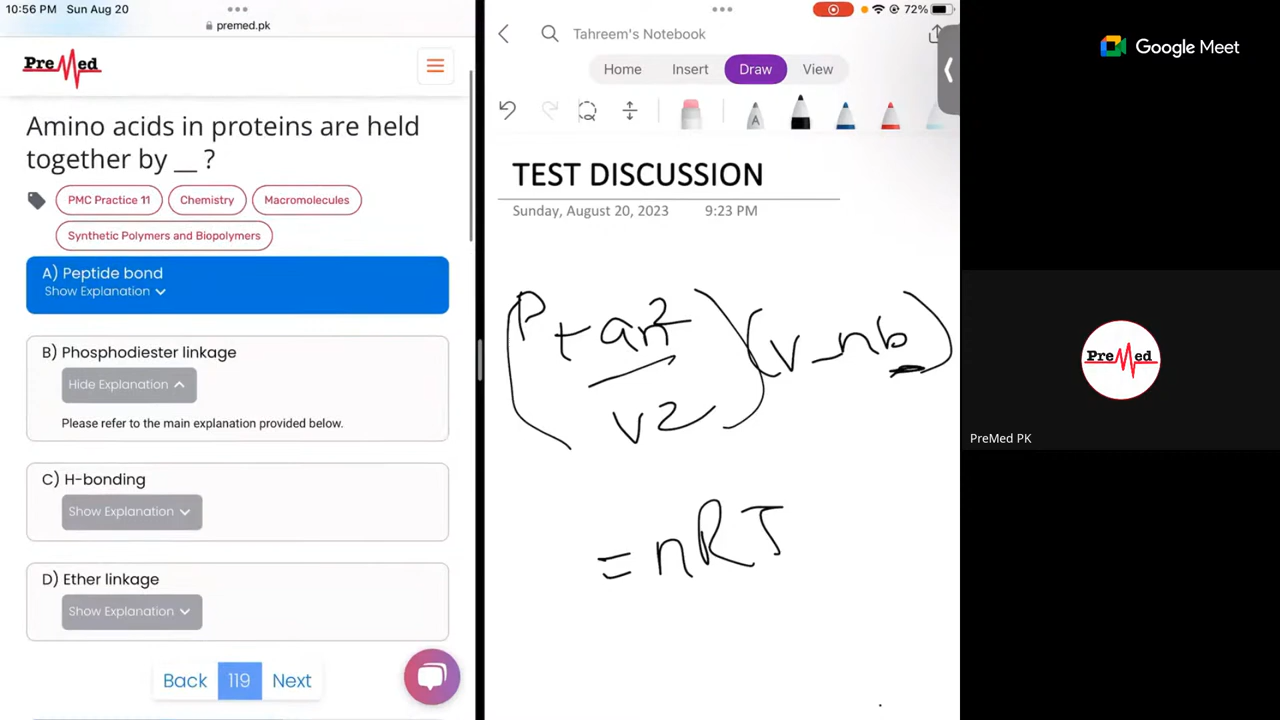 10:56 PM Sun Aug 20
premed.pk
PreMed
Amino acids in proteins are held
together by __ ?
PMC Practice 11
Chemistry
Macromolecules
Synthetic Polymers and Biopolymers
A) Peptide bond
Show Explanation
B) Phosphodiester linkage
Hide Explanation
Please refer to the main explanation provided below.
C) H-bonding
Show Explanation
D) Ether linkage
Show Explanation
Back 119 Next
72%
Tahreem's Notebook
Home Insert Draw View
A
TEST DISCUSSION
Sunday, August 20, 2023 9:23 PM
(P + an²/v2)(v - nb)
= nRT
Google Meet
PreMed
PreMed PK